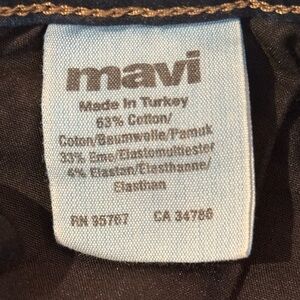 mavi
Made In Turkey
63% Cotton/
Coton/Baumwolle/Pamuk
33% Eme/Elastomultiester
4% Elastan/Elasthanne/
Elasthan
RN 95767 CA 34786